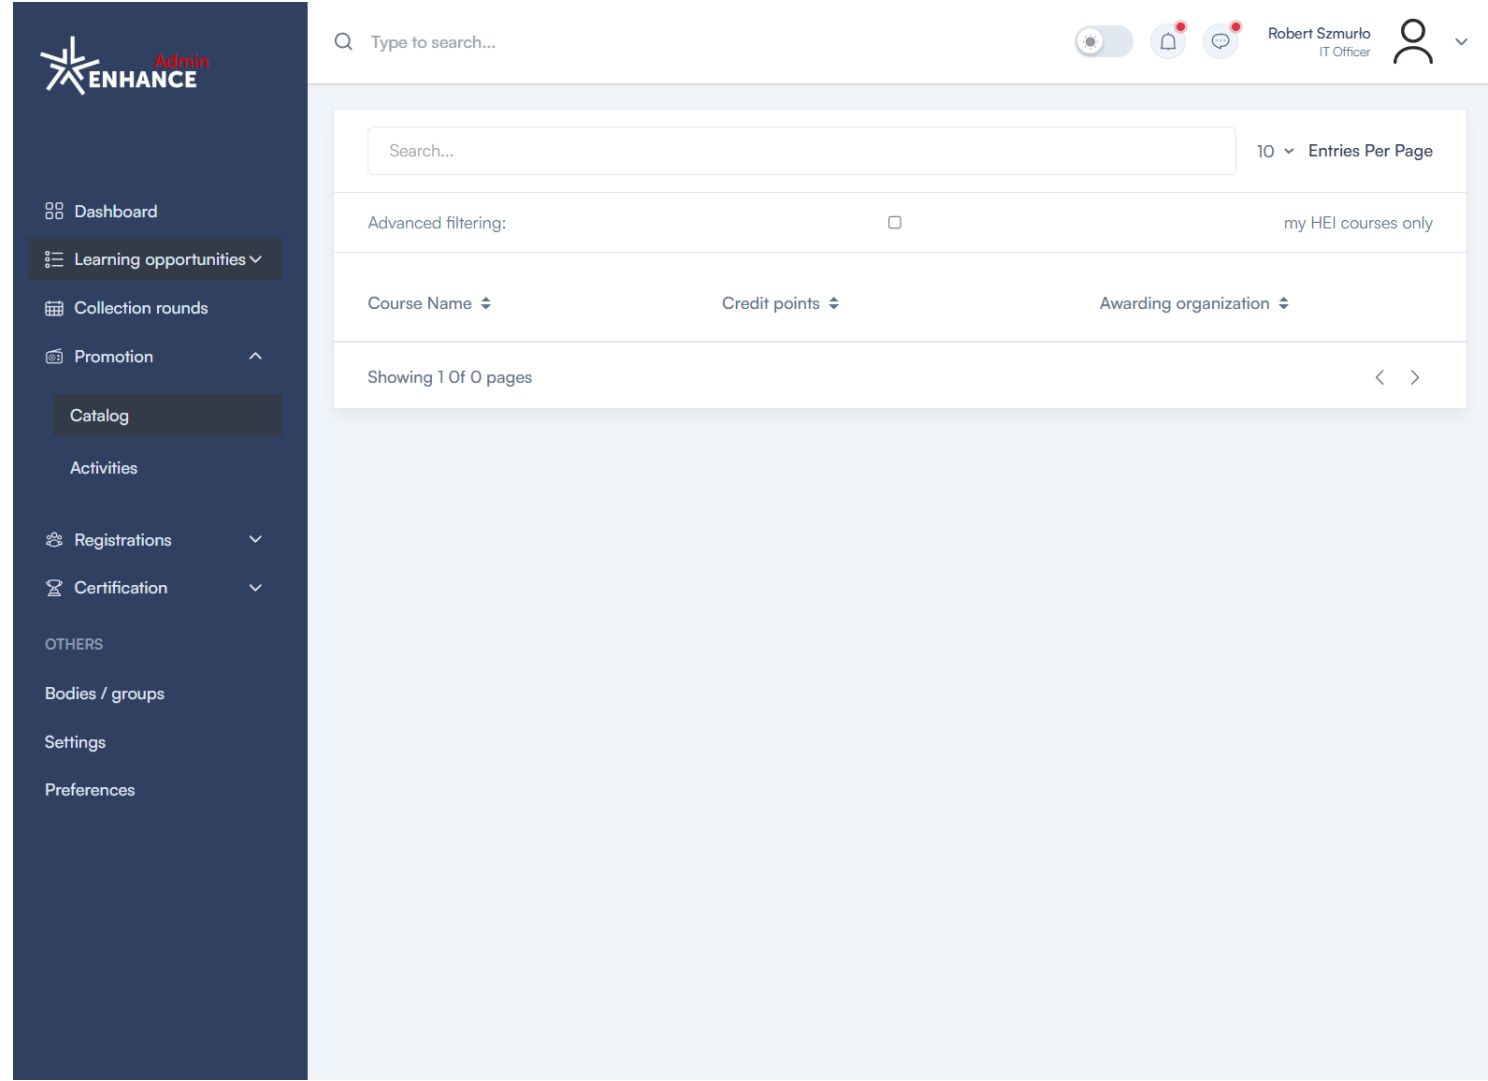 Admin
ENHANCE
Type to search...
Robert Szmurło
IT Officer
Dashboard
Learning opportunities
Collection rounds
Promotion
Catalog
Activities
Registrations
Certification
OTHERS
Bodies / groups
Settings
Preferences
Search...
10 Entries Per Page
Advanced filtering: my HEI courses only
Course Name Credit points Awarding organization
Showing 1 Of 0 pages